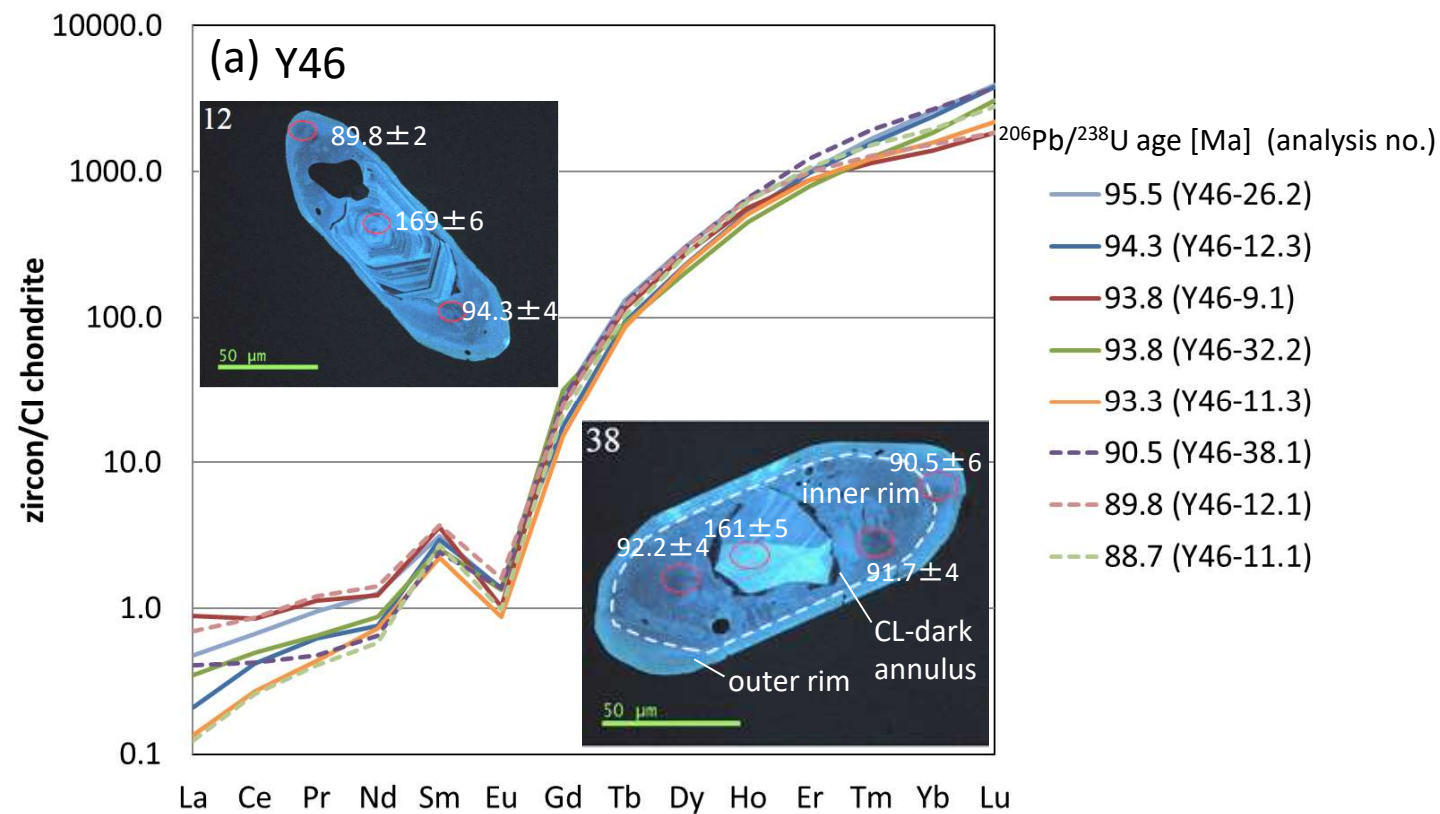 10000.0
1000.0
100.0
10.0
1.0
0.1
zircon/CI chondrite
(a) Y46
12
89.8±2
169±6
94.3±4
50 μm
38
90.5±6
inner rim
161±5
92.2±4
91.7±4
CL-dark
annulus
outer rim
50 μm
La Ce Pr Nd Sm Eu Gd Tb Dy Ho Er Tm Yb Lu
²⁰⁶Pb/²³⁸U age [Ma] (analysis no.)
95.5 (Y46-26.2)
94.3 (Y46-12.3)
93.8 (Y46-9.1)
93.8 (Y46-32.2)
93.3 (Y46-11.3)
90.5 (Y46-38.1)
89.8 (Y46-12.1)
88.7 (Y46-11.1)